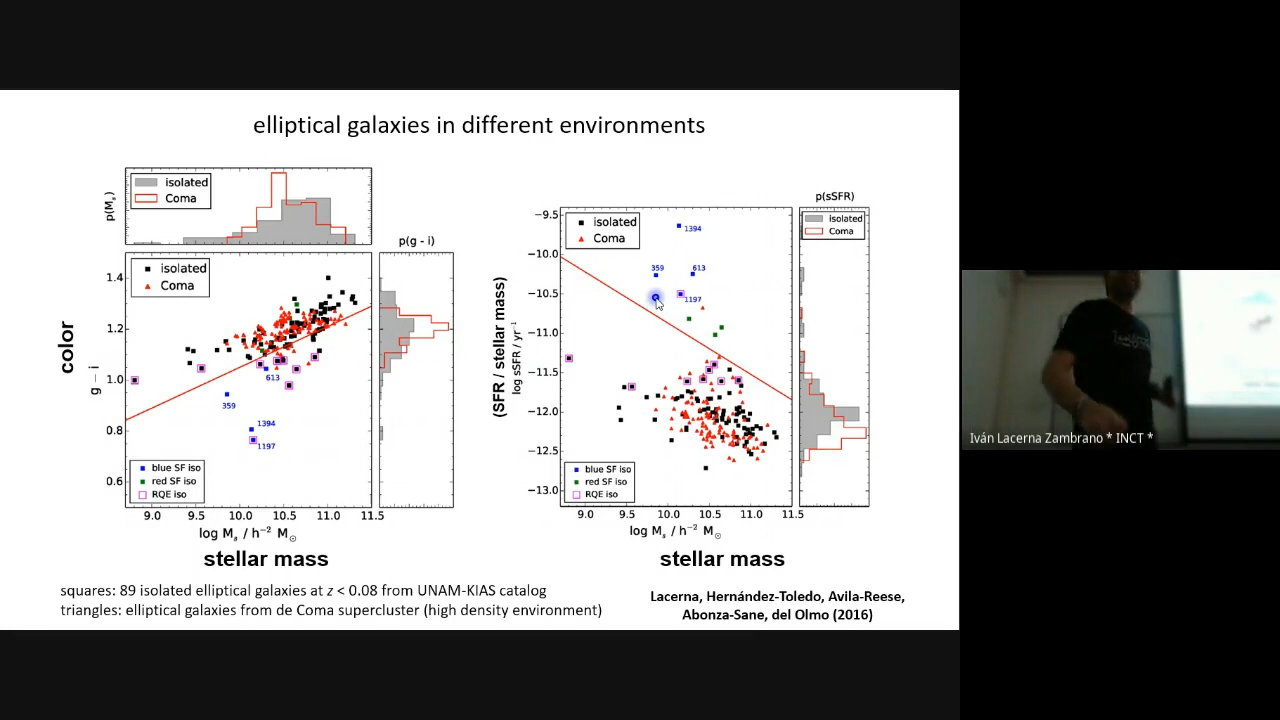 elliptical galaxies in different environments
p(Ms)
isolated
Coma
p(g - i)
isolated
Coma
color
g − i
1.4
1.2
1.0
0.8
0.6
613
359
1394
1197
blue SF iso
red SF iso
RQE iso
9.0 9.5 10.0 10.5 11.0 11.5
log Ms / h−2 M⊙
stellar mass
p(sSFR)
isolated
Coma
isolated
Coma
(SFR / stellar mass)
log sSFR / yr−1
−9.5
−10.0
−10.5
−11.0
−11.5
−12.0
−12.5
−13.0
1394
359
613
1197
blue SF iso
red SF iso
RQE iso
9.0 9.5 10.0 10.5 11.0 11.5
log Ms / h−2 M⊙
stellar mass
squares: 89 isolated elliptical galaxies at z < 0.08 from UNAM-KIAS catalog
triangles: elliptical galaxies from de Coma supercluster (high density environment)
Lacerna, Hernández-Toledo, Avila-Reese,
Abonza-Sane, del Olmo (2016)
Iván Lacerna Zambrano * INCT *